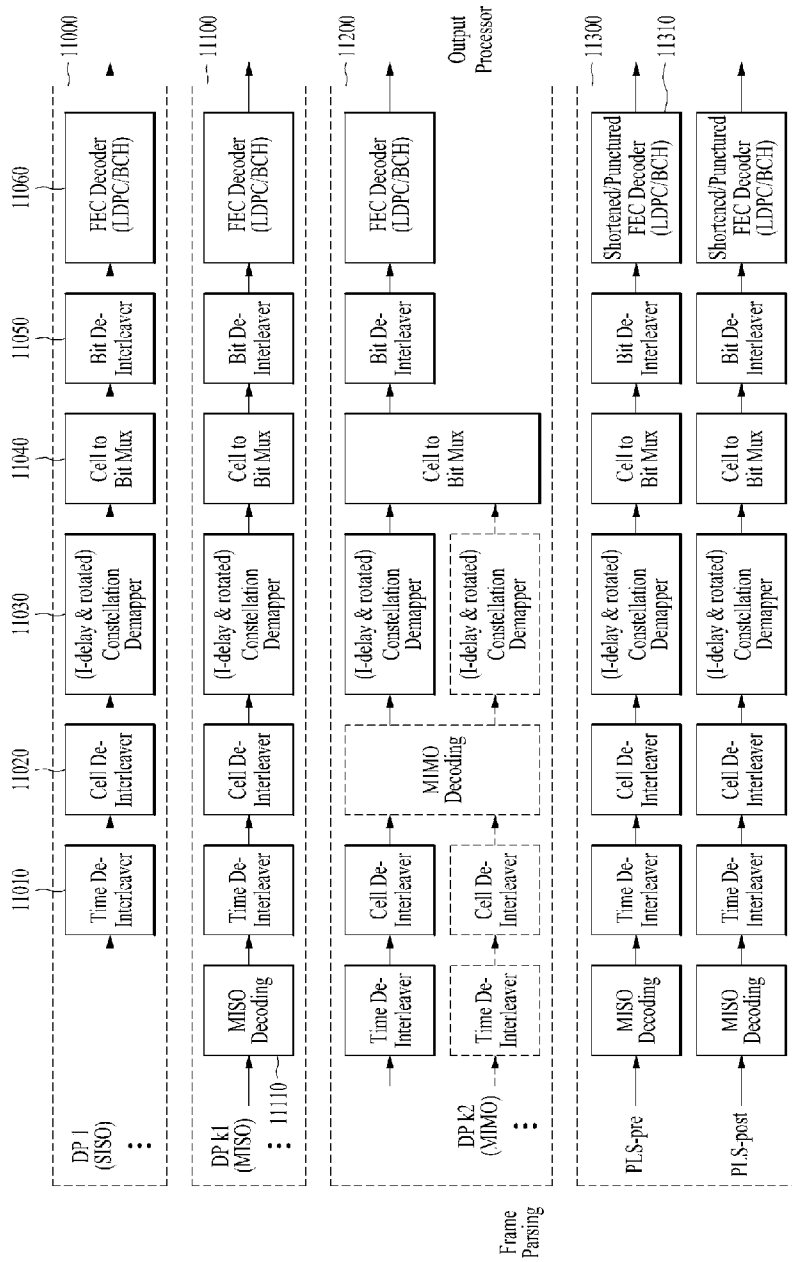 11010
11020
11030
11040
11050
11060
11000
DP 1
(SISO)
Time De-
Interleaver
Cell De-
Interleaver
(I-delay & rotated)
Constellation
Demapper
Cell to
Bit Mux
Bit De-
Interleaver
FEC Decoder
(LDPC/BCH)
11100
DP k1
(MISO)
11110
MISO
Decoding
Time De-
Interleaver
Cell De-
Interleaver
(I-delay & rotated)
Constellation
Demapper
Cell to
Bit Mux
Bit De-
Interleaver
FEC Decoder
(LDPC/BCH)
11200
Time De-
Interleaver
Cell De-
Interleaver
MIMO
Decoding
(I-delay & rotated)
Constellation
Demapper
Cell to
Bit Mux
Bit De-
Interleaver
FEC Decoder
(LDPC/BCH)
Output
Processor
DP k2
(MIMO)
Time De-
Interleaver
Cell De-
Interleaver
(I-delay & rotated)
Constellation
Demapper
Frame
Parsing
11300
PLS-pre
MISO
Decoding
Time De-
Interleaver
Cell De-
Interleaver
(I-delay & rotated)
Constellation
Demapper
Cell to
Bit Mux
Bit De-
Interleaver
Shortened/Punctured
FEC Decoder
(LDPC/BCH)
11310
PLS-post
MISO
Decoding
Time De-
Interleaver
Cell De-
Interleaver
(I-delay & rotated)
Constellation
Demapper
Cell to
Bit Mux
Bit De-
Interleaver
Shortened/Punctured
FEC Decoder
(LDPC/BCH)